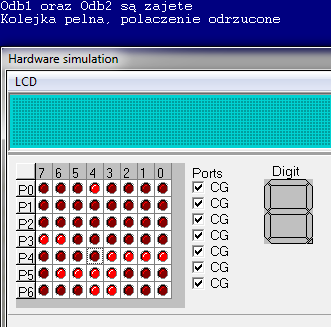 Odb1 oraz Odb2 są zajete
Kolejka pelna, polaczenie odrzucone
Hardware simulation
LCD
7 6 5 4 3 2 1 0
Ports
Digit
P0
CG
P1
CG
P2
CG
P3
CG
P4
CG
P5
CG
P6
CG